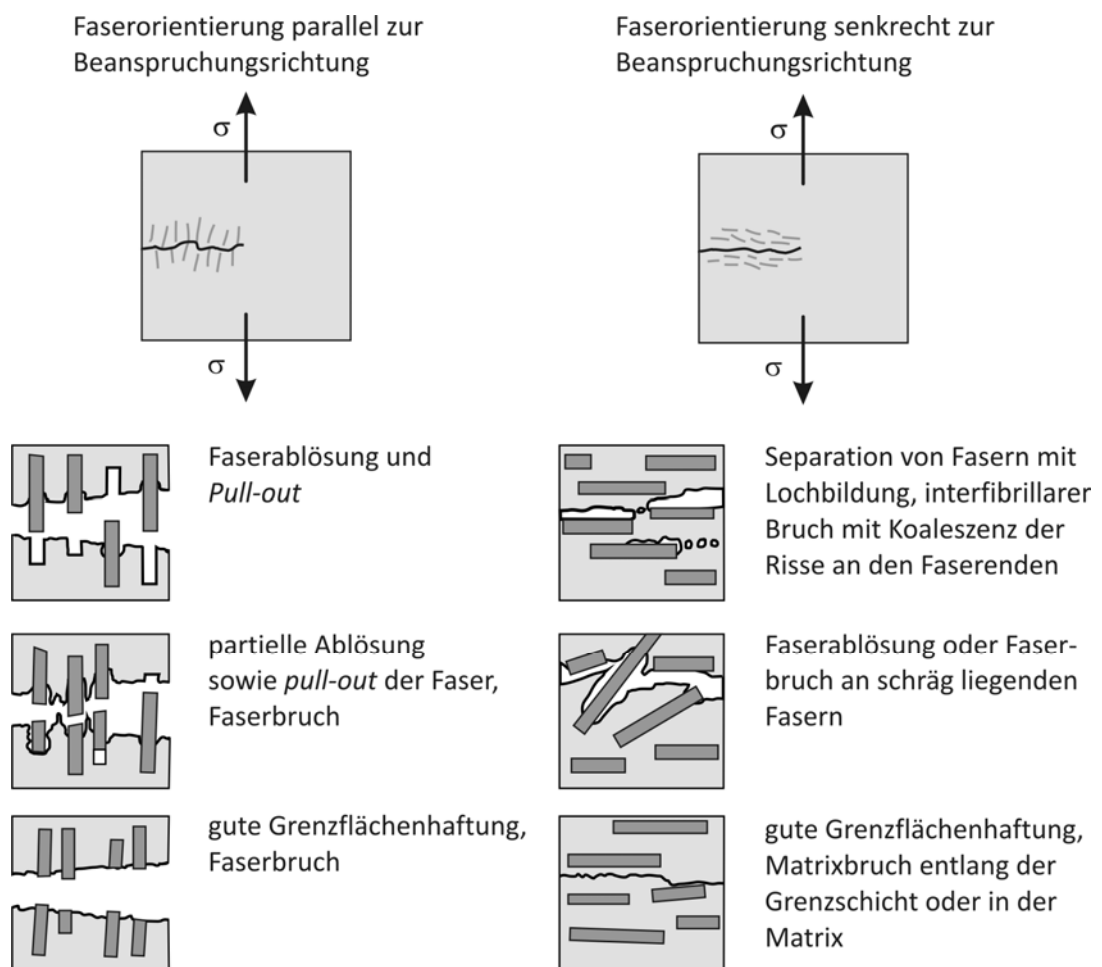 Faserorientierung parallel zur
Beanspruchungsrichtung
σ
σ
Faserablösung und
Pull-out
partielle Ablösung
sowie pull-out der Faser,
Faserbruch
gute Grenzflächenhaftung,
Faserbruch
Faserorientierung senkrecht zur
Beanspruchungsrichtung
σ
σ
Separation von Fasern mit
Lochbildung, interfibrillarer
Bruch mit Koaleszenz der
Risse an den Faserenden
Faserablösung oder Faser-
bruch an schräg liegenden
Fasern
gute Grenzflächenhaftung,
Matrixbruch entlang der
Grenzschicht oder in der
Matrix